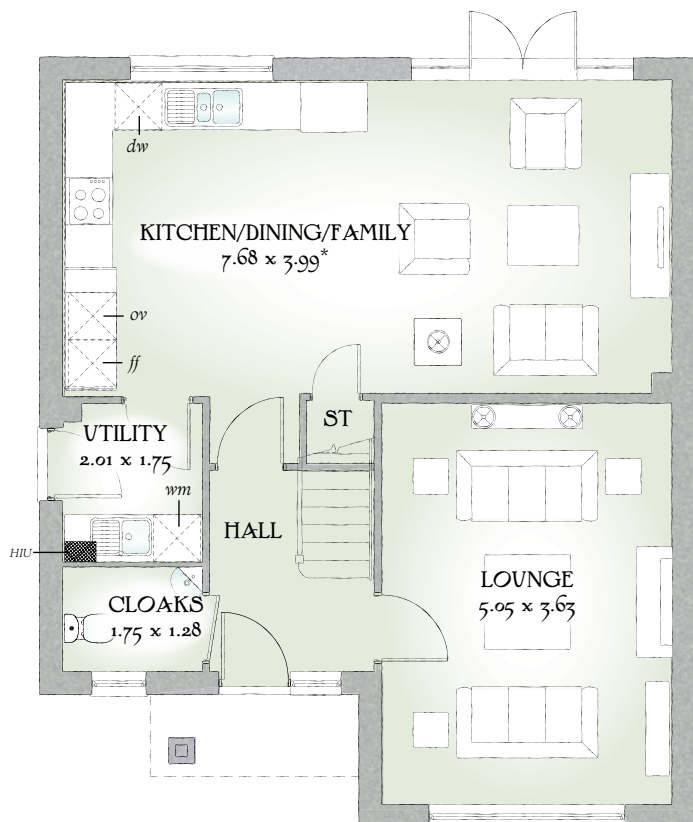 dw
KITCHEN/DINING/FAMILY
7.68 x 3.99*
ov
ff
ST
UTILITY
2.01 x 1.75
wm
HALL
HIU
LOUNGE
5.05 x 3.63
CLOAKS
1.75 x 1.28